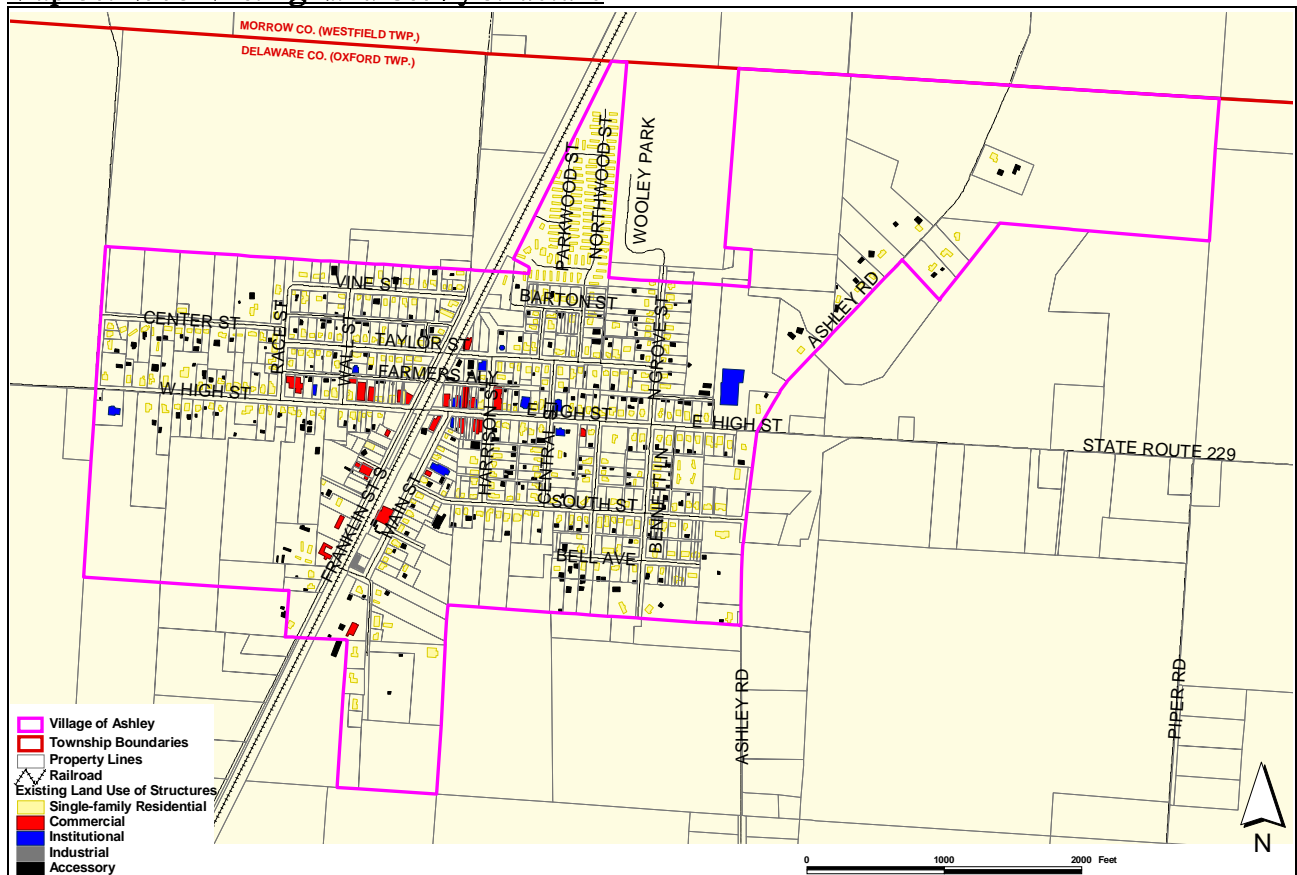 MORROW CO. (WESTFIELD TWP.)
DELAWARE CO. (OXFORD TWP.)
PARKWOOD ST
NORTHWOOD ST
WOOLEY PARK
VINE ST
BARTON ST
CENTER ST
RACE ST
TAYLOR ST
N GROVE ST
ASHLEY RD
FARMERS ALY
W HIGH ST
HARRISON ST
E HIGH ST
E HIGH ST
STATE ROUTE 229
CENTRAL ST
BENNETT LN
FRANKLIN ST S
SOUTH ST
BELL AVE
ASHLEY RD
PIPER RD
Village of Ashley
Township Boundaries
Property Lines
Railroad
Existing Land Use of Structures
Single-family Residential
Commercial
Institutional
Industrial
Accessory
N
0 1000 2000 Feet